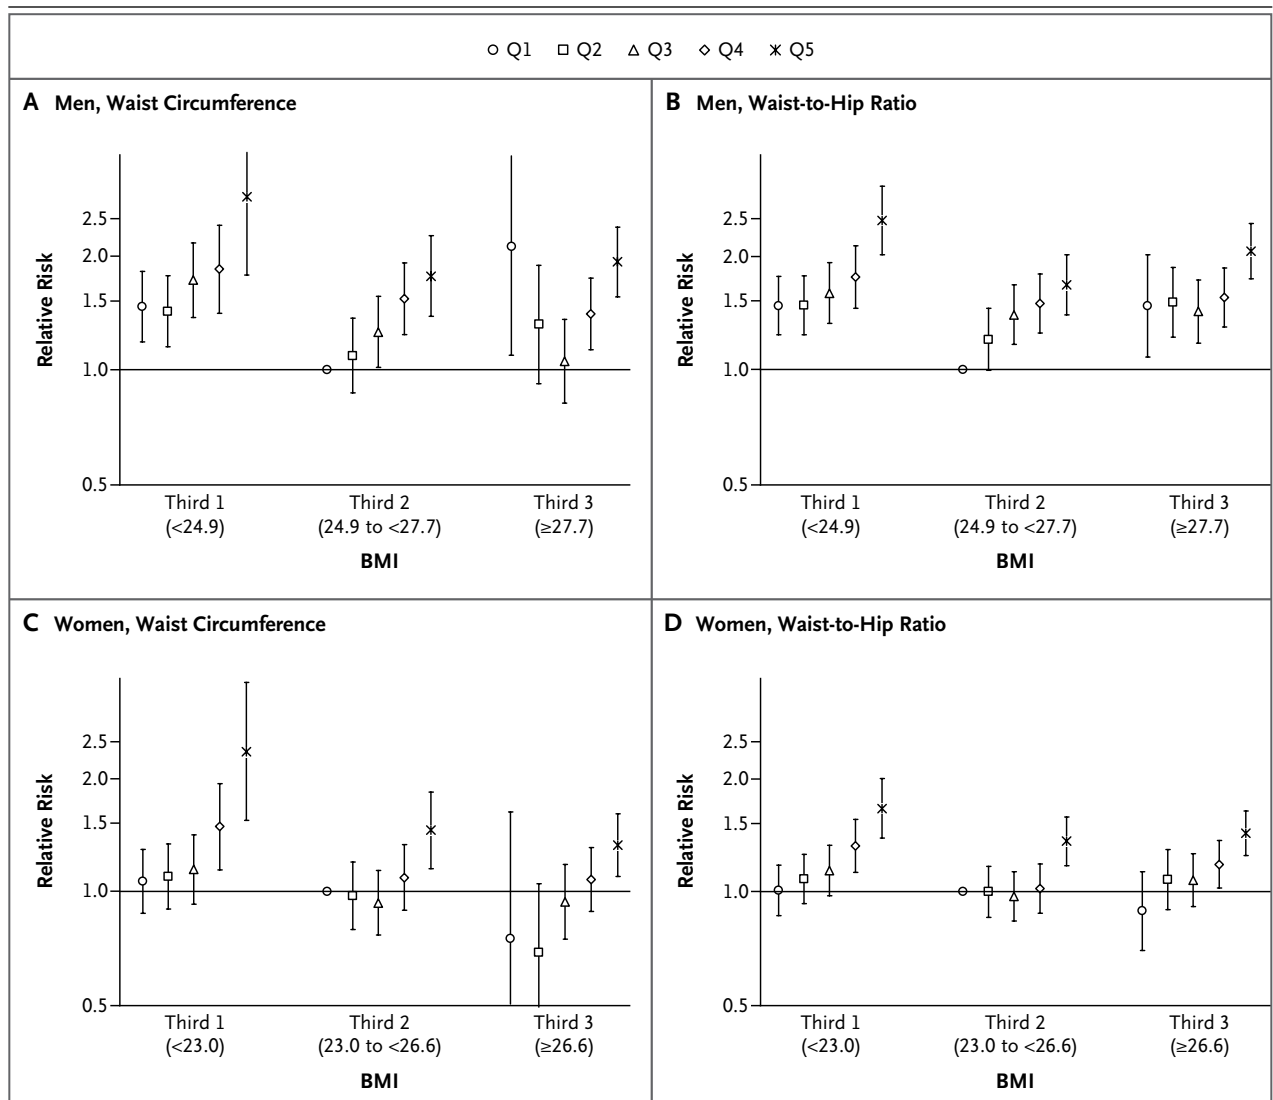 Q1 Q2 Q3 Q4 Q5
A Men, Waist Circumference
Relative Risk
2.5
2.0
1.5
1.0
0.5
Third 1 Third 2 Third 3
(<24.9) (24.9 to <27.7) (≥27.7)
BMI
B Men, Waist-to-Hip Ratio
Relative Risk
2.5
2.0
1.5
1.0
0.5
Third 1 Third 2 Third 3
(<24.9) (24.9 to <27.7) (≥27.7)
BMI
C Women, Waist Circumference
Relative Risk
2.5
2.0
1.5
1.0
0.5
Third 1 Third 2 Third 3
(<23.0) (23.0 to <26.6) (≥26.6)
BMI
D Women, Waist-to-Hip Ratio
Relative Risk
2.5
2.0
1.5
1.0
0.5
Third 1 Third 2 Third 3
(<23.0) (23.0 to <26.6) (≥26.6)
BMI